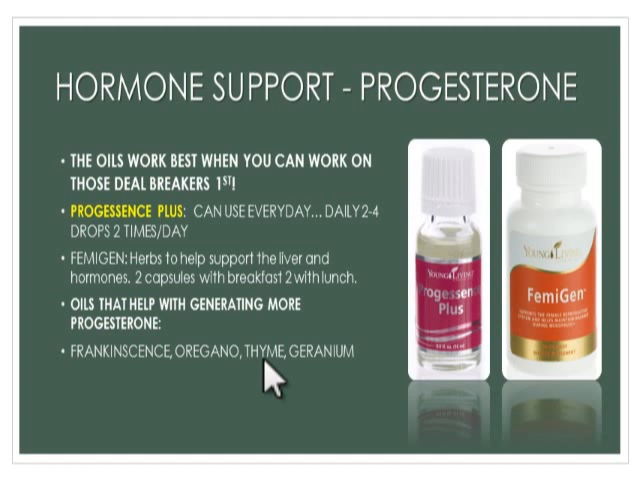 HORMONE SUPPORT - PROGESTERONE
• THE OILS WORK BEST WHEN YOU CAN WORK ON
THOSE DEAL BREAKERS 1ST!
• PROGESSENCE PLUS: CAN USE EVERYDAY... DAILY 2-4
DROPS 2 TIMES/DAY
• FEMIGEN: Herbs to help support the liver and
hormones. 2 capsules with breakfast 2 with lunch.
• OILS THAT HELP WITH GENERATING MORE
PROGESTERONE:
• FRANKINSCENCE, OREGANO, THYME, GERANIUM
YOUNG LIVING
Progessence
Plus
YOUNG LIVING
FemiGen